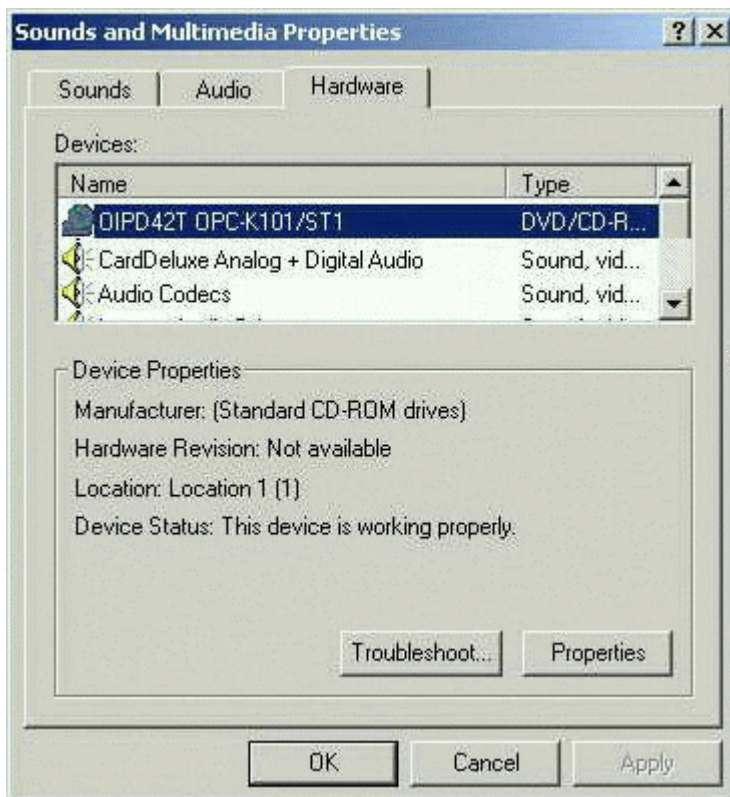 Sounds and Multimedia Properties
Sounds Audio Hardware
Devices:
Name Type
OIPD42T OPC-K101/ST1 DVD/CD-R...
CardDeluxe Analog + Digital Audio Sound, vid...
Audio Codecs Sound, vid...
Device Properties
Manufacturer: (Standard CD-ROM drives)
Hardware Revision: Not available
Location: Location 1 (1)
Device Status: This device is working properly.
Troubleshoot... Properties
OK Cancel Apply